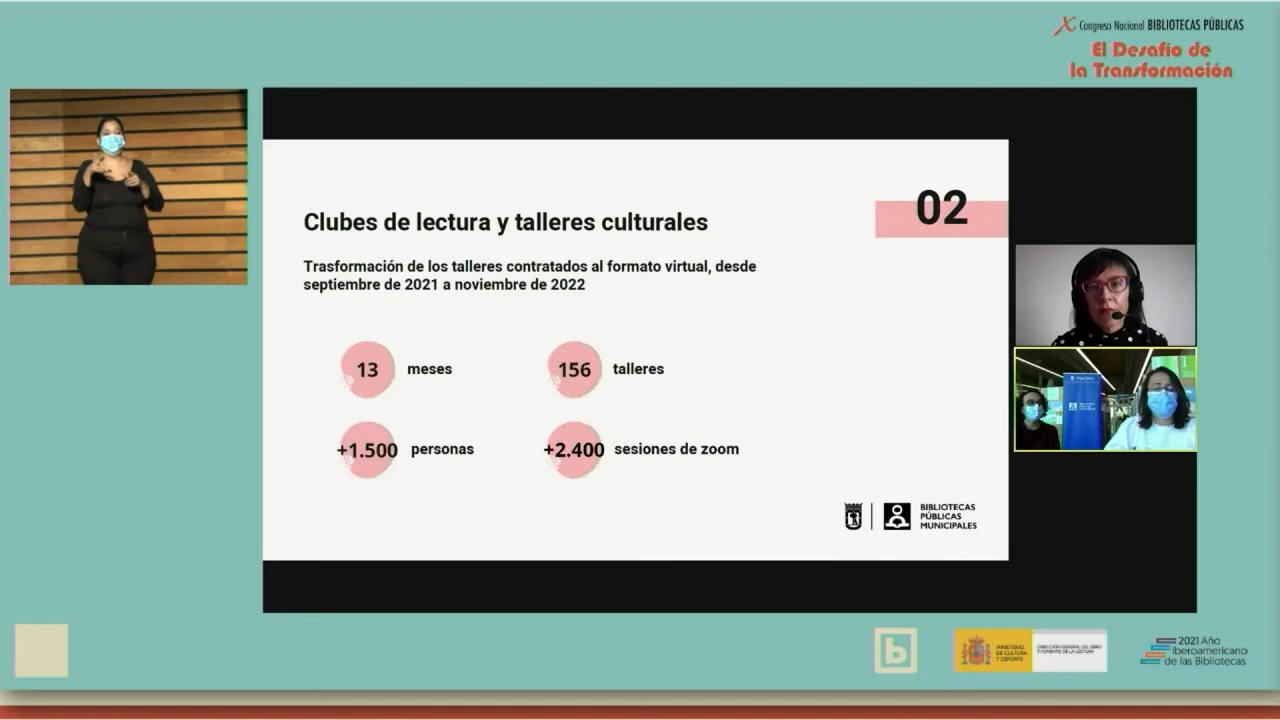 X Congreso Nacional BIBLIOTECAS PÚBLICAS
El Desafío de
la Transformación
02
Clubes de lectura y talleres culturales
Trasformación de los talleres contratados al formato virtual, desde
septiembre de 2021 a noviembre de 2022
13 meses
156 talleres
+1.500 personas
+2.400 sesiones de zoom
BIBLIOTECAS
PÚBLICAS
MUNICIPALES
MADRID
b
MINISTERIO
DE CULTURA
Y DEPORTE
DIRECCIÓN GENERAL DEL LIBRO
Y FOMENTO DE LA LECTURA
2021 Año
Iberoamericano
de las Bibliotecas